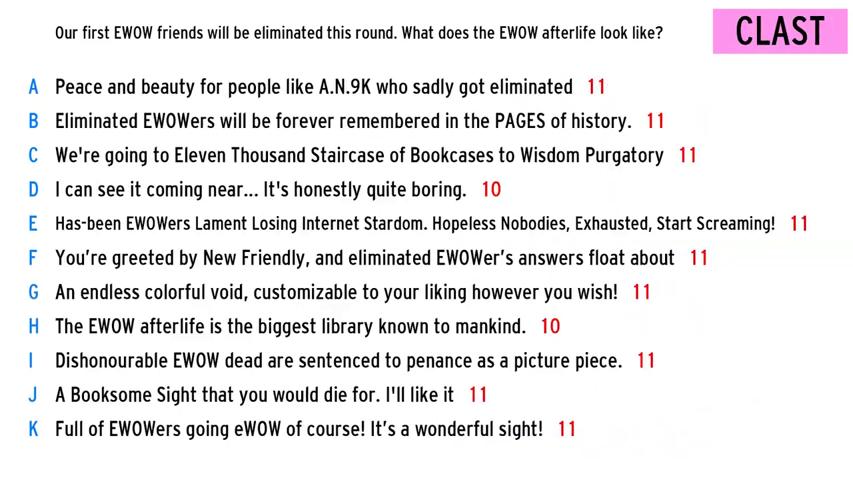 Our first EWOW friends will be eliminated this round. What does the EWOW afterlife look like?
CLAST
A Peace and beauty for people like A.N.9K who sadly got eliminated 11
B Eliminated EWOWers will be forever remembered in the PAGES of history. 11
C We're going to Eleven Thousand Staircase of Bookcases to Wisdom Purgatory 11
D I can see it coming near... It's honestly quite boring. 10
E Has-been EWOWers Lament Losing Internet Stardom. Hopeless Nobodies, Exhausted, Start Screaming! 11
F You’re greeted by New Friendly, and eliminated EWOWer’s answers float about 11
G An endless colorful void, customizable to your liking however you wish! 11
H The EWOW afterlife is the biggest library known to mankind. 10
I Dishonourable EWOW dead are sentenced to penance as a picture piece. 11
J A Booksome Sight that you would die for. I'll like it 11
K Full of EWOWers going eWOW of course! It’s a wonderful sight! 11